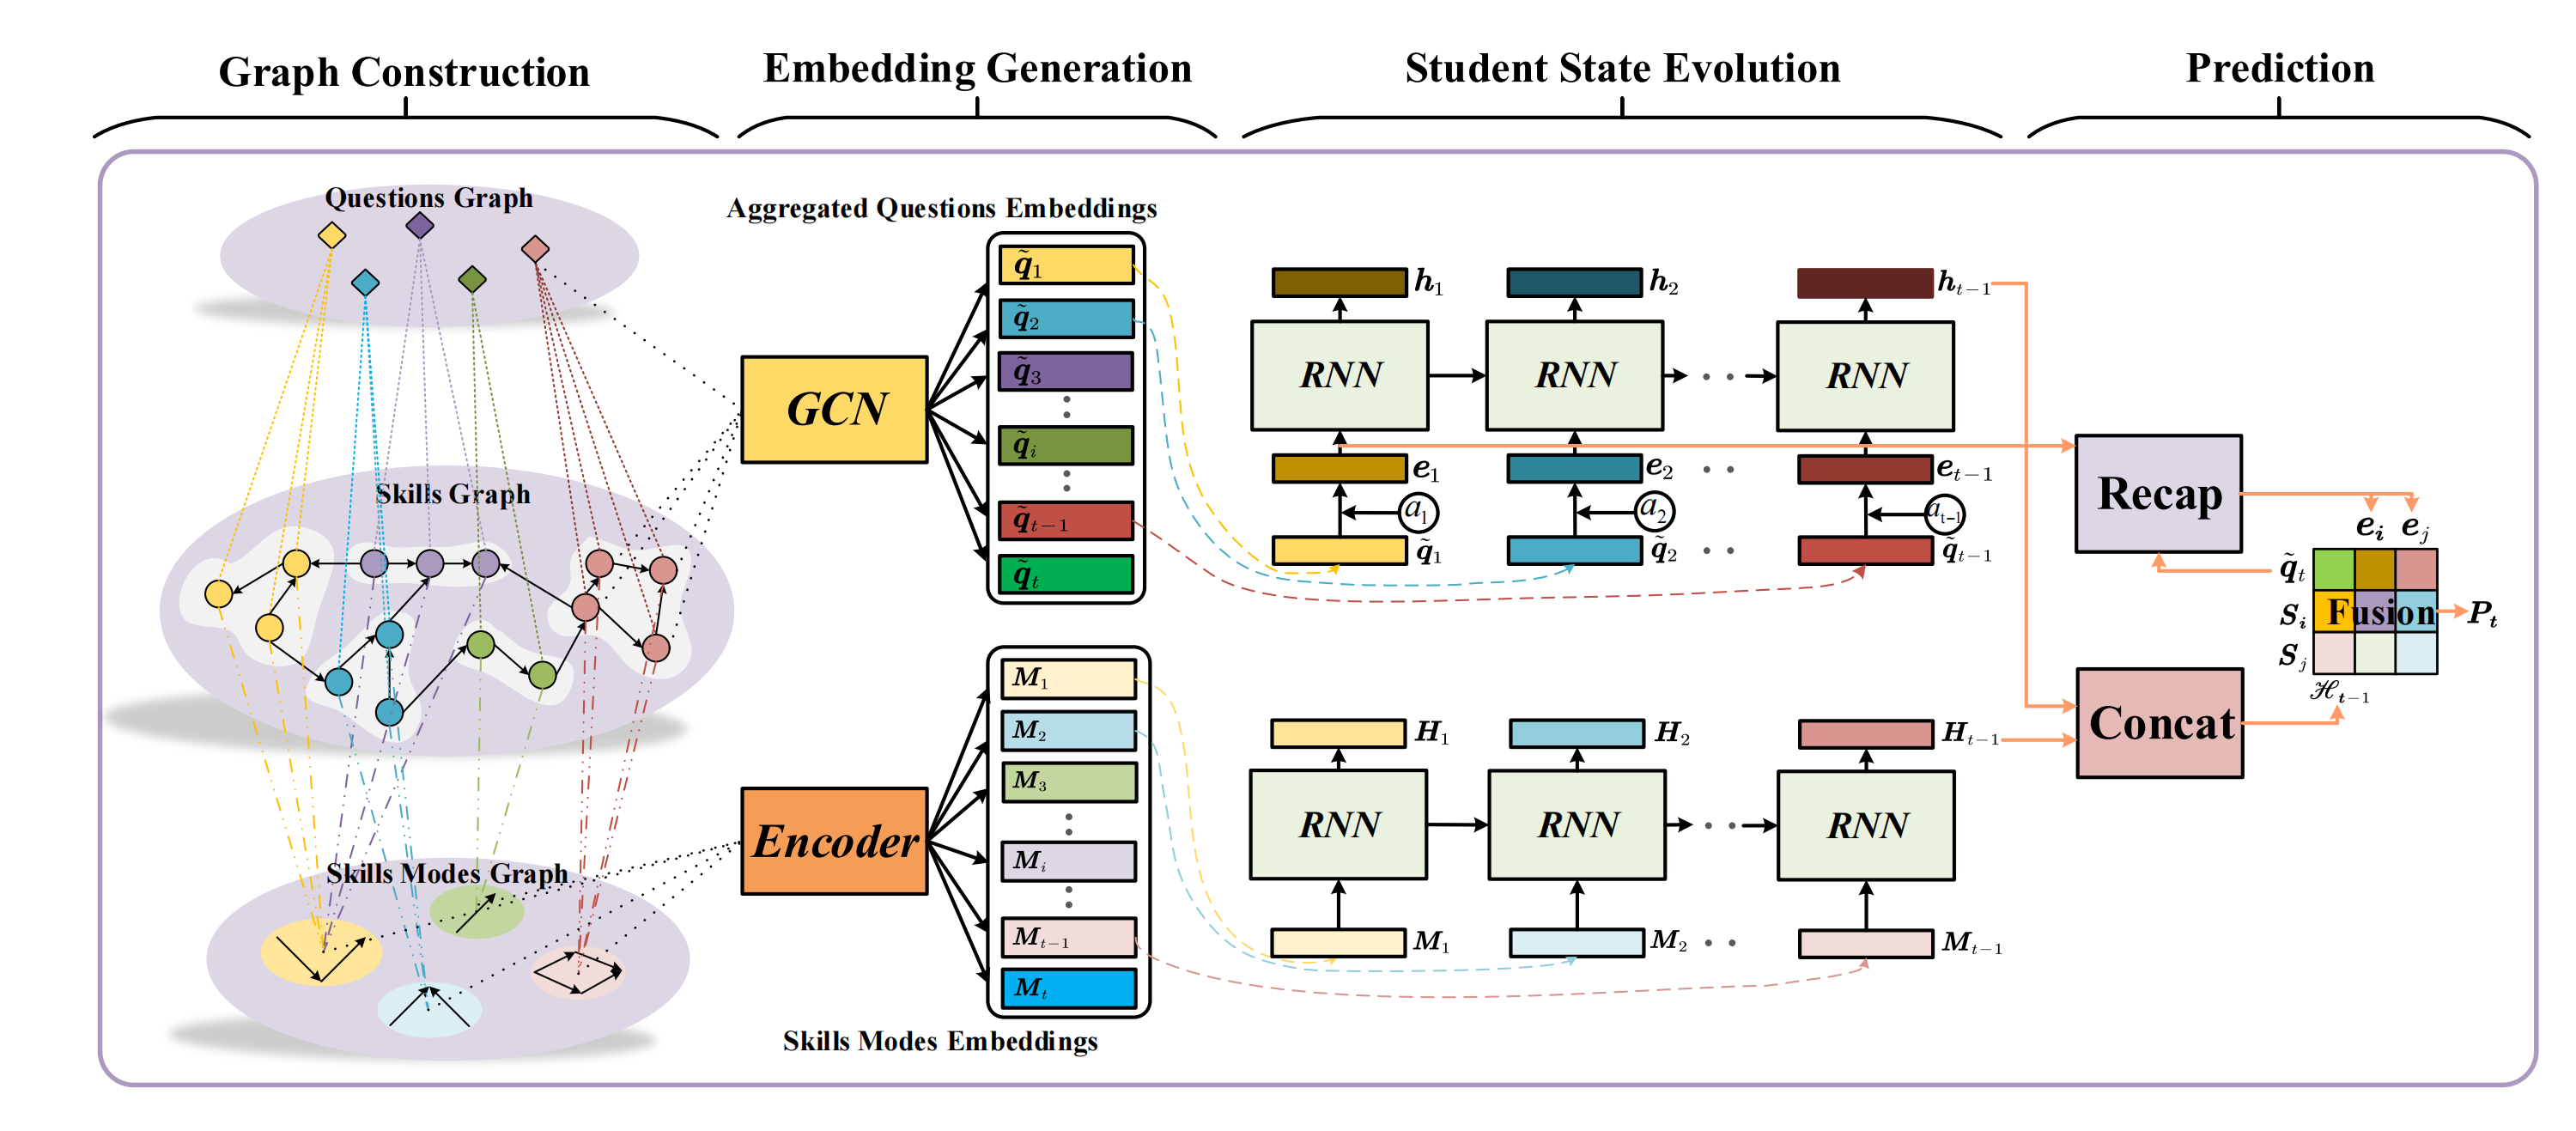 Graph Construction
Embedding Generation
Student State Evolution
Prediction
Questions Graph
Skills Graph
Skills Modes Graph
GCN
Encoder
Aggregated Questions Embeddings
q̃₁
q̃₂
q̃₃
q̃ᵢ
q̃ₜ₋₁
q̃ₜ
M₁
M₂
M₃
Mᵢ
Mₜ₋₁
Mₜ
Skills Modes Embeddings
h₁
h₂
hₜ₋₁
RNN
RNN
RNN
e₁
e₂
eₜ₋₁
a₁
a₂
aₜ₋₁
q̃₁
q̃₂
q̃ₜ₋₁
H₁
H₂
Hₜ₋₁
RNN
RNN
RNN
M₁
M₂
Mₜ₋₁
Recap
Concat
eᵢ eⱼ
q̃ₜ
Sᵢ Fusion Pₜ
Sⱼ
ℋₜ₋₁